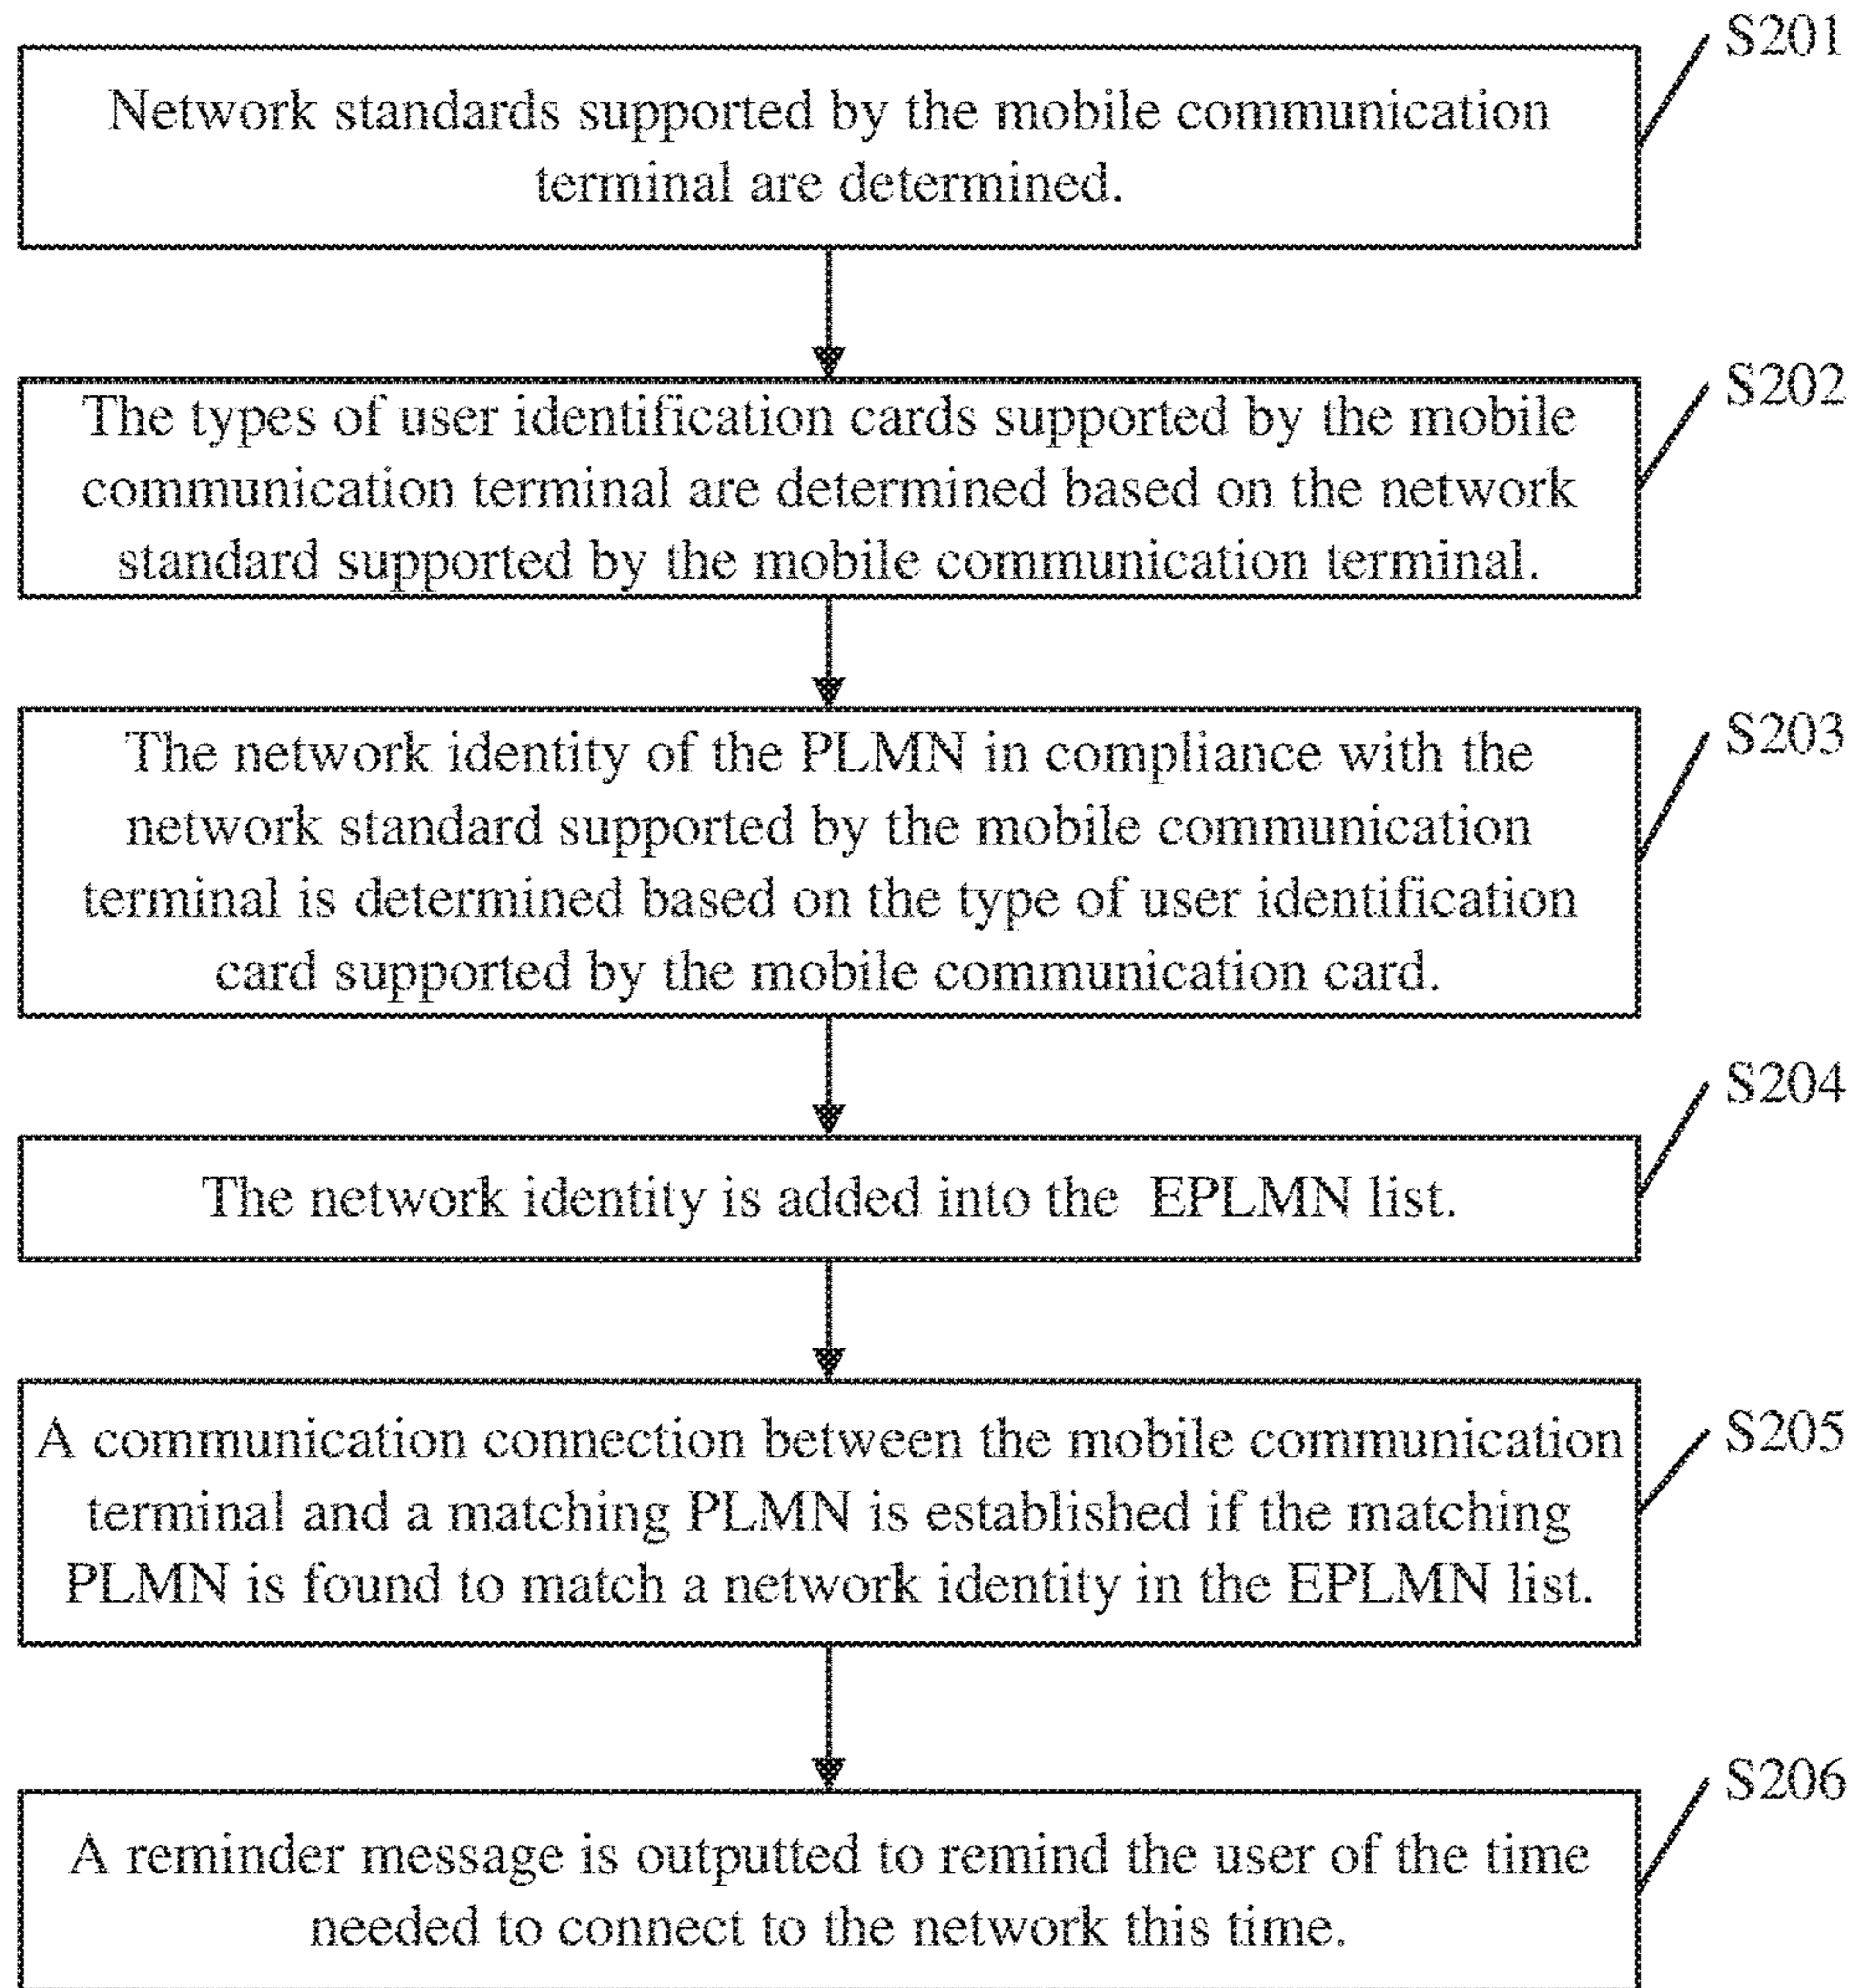 S201
Network standards supported by the mobile communication
terminal are determined.
S202
The types of user identification cards supported by the mobile
communication terminal are determined based on the network
standard supported by the mobile communication terminal.
S203
The network identity of the PLMN in compliance with the
network standard supported by the mobile communication
terminal is determined based on the type of user identification
card supported by the mobile communication card.
S204
The network identity is added into the EPLMN list.
S205
A communication connection between the mobile communication
terminal and a matching PLMN is established if the matching
PLMN is found to match a network identity in the EPLMN list.
S206
A reminder message is outputted to remind the user of the time
needed to connect to the network this time.